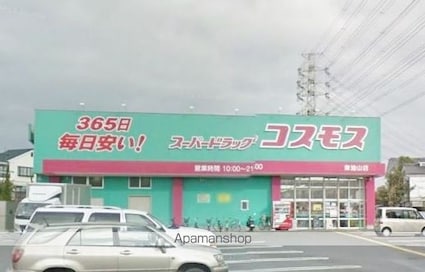 365日
毎日安い!
スーパードラッグ コスモス
営業時間 10:00~21:00
Apamanshop